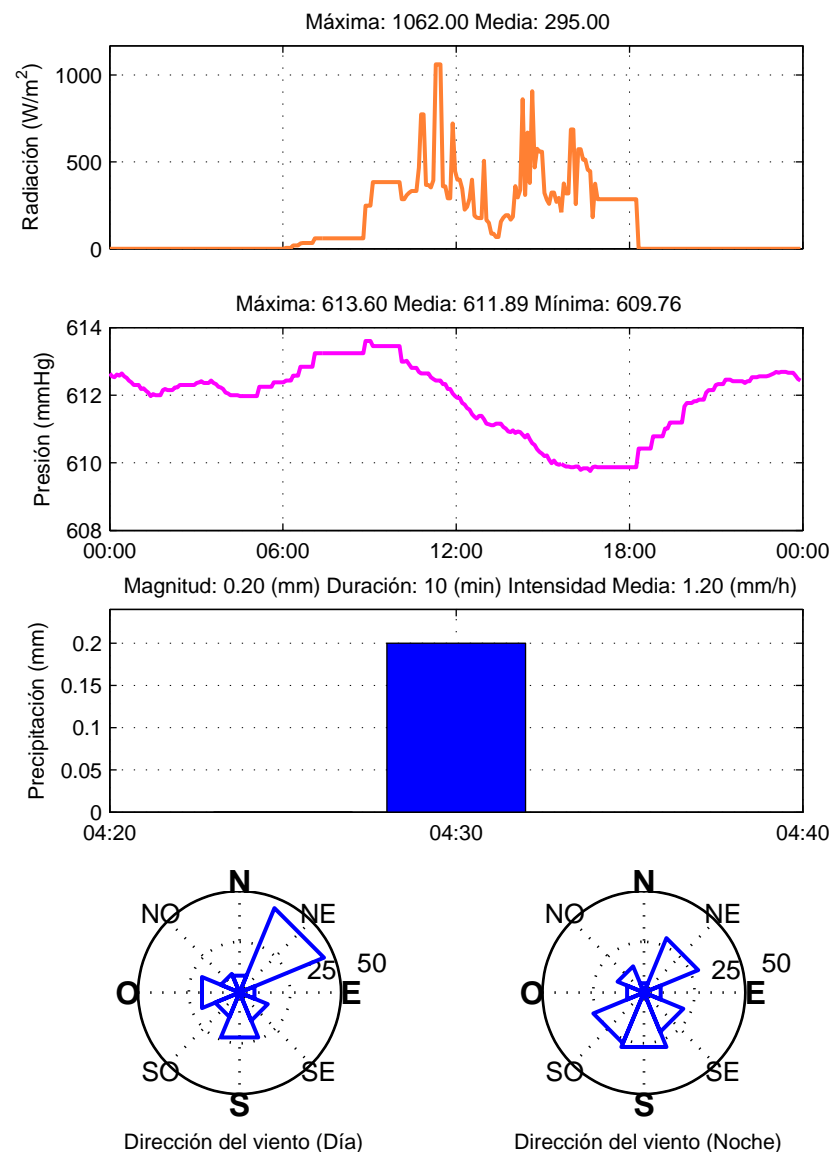 Máxima: 1062.00 Media: 295.00
Radiación (W/m²)
1000
500
0
Máxima: 613.60 Media: 611.89 Mínima: 609.76
Presión (mmHg)
614
612
610
608
00:00 06:00 12:00 18:00 00:00
Magnitud: 0.20 (mm) Duración: 10 (min) Intensidad Media: 1.20 (mm/h)
Precipitación (mm)
0.2
0.15
0.1
0.05
0
04:20 04:30 04:40
N
NO NE
25 50
O E
SO SE
S
Dirección del viento (Día)
N
NO NE
25 50
O E
SO SE
S
Dirección del viento (Noche)